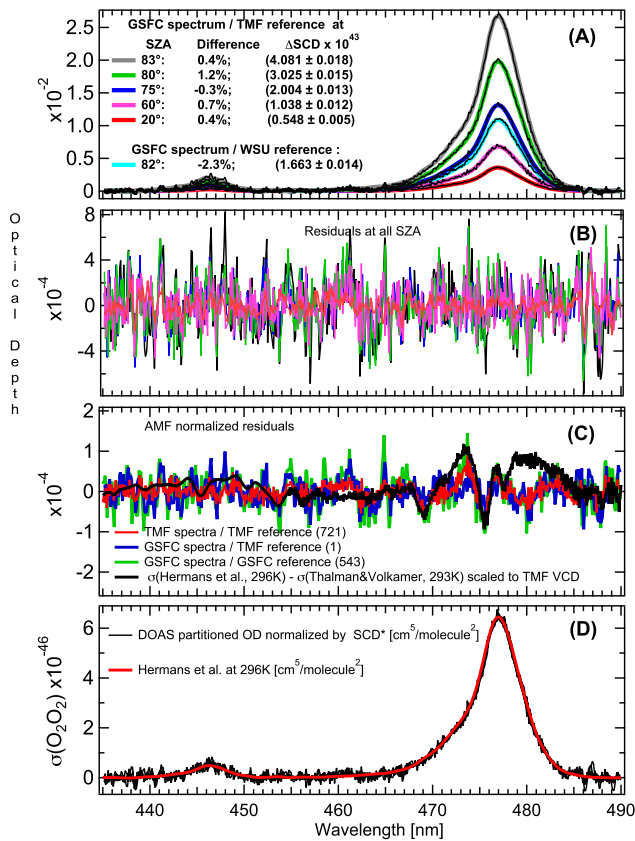 GSFC spectrum / TMF reference at
SZA Difference ΔSCD x 10^43
83°: 0.4%; (4.081 ± 0.018)
80°: 1.2%; (3.025 ± 0.015)
75°: -0.3%; (2.004 ± 0.013)
60°: 0.7%; (1.038 ± 0.012)
20°: 0.4%; (0.548 ± 0.005)
GSFC spectrum / WSU reference :
82°: -2.3%; (1.663 ± 0.014)
(A)
2.5
2.0
1.5
1.0
0.5
0.0
x10^-2
Optical Depth
Residuals at all SZA
(B)
8
4
0
-4
x10^-4
AMF normalized residuals
(C)
2
1
0
-1
-2
x10^-4
TMF spectra / TMF reference (721)
GSFC spectra / TMF reference (1)
GSFC spectra / GSFC reference (543)
σ(Hermans et al., 296K) - σ(Thalman&Volkamer, 293K) scaled to TMF VCD
DOAS partitioned OD normalized by SCD* [cm^5/molecule^2]
(D)
Hermans et al. at 296K [cm^5/molecule^2]
6
4
2
0
σ(O2O2) x10^-46
440 450 460 470 480 490
Wavelength [nm]